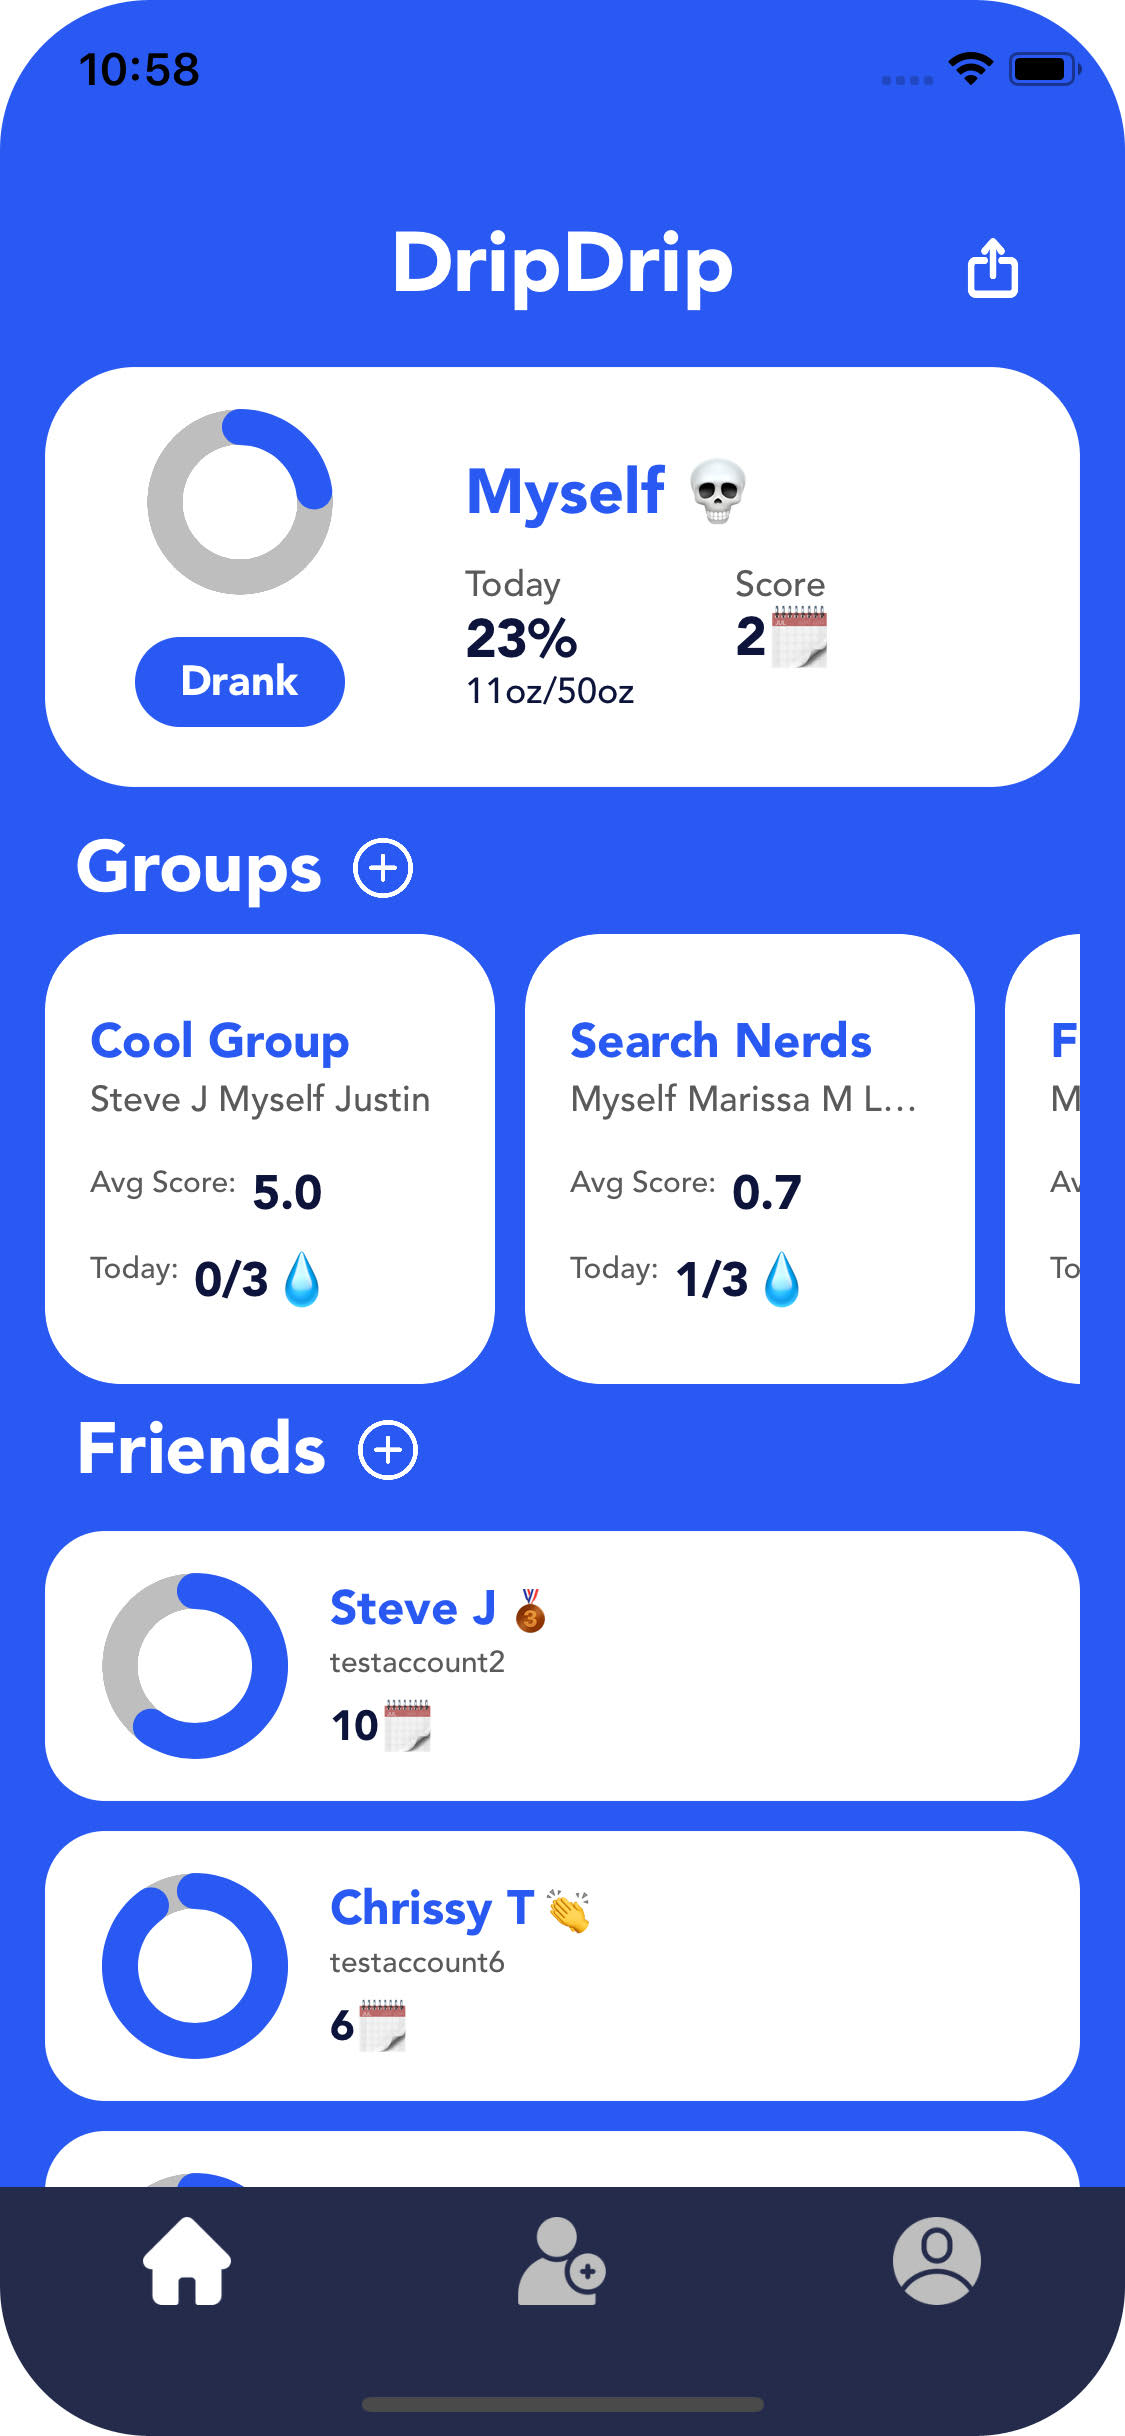 10:58
DripDrip
Myself
Today
Score
23%
2
11oz/50oz
Drank
Groups
Cool Group
Steve J Myself Justin
Avg Score: 5.0
Today: 0/3
Search Nerds
Myself Marissa M L...
Avg Score: 0.7
Today: 1/3
F
M
Av
To
Friends
Steve J
testaccount2
10
Chrissy T
testaccount6
6